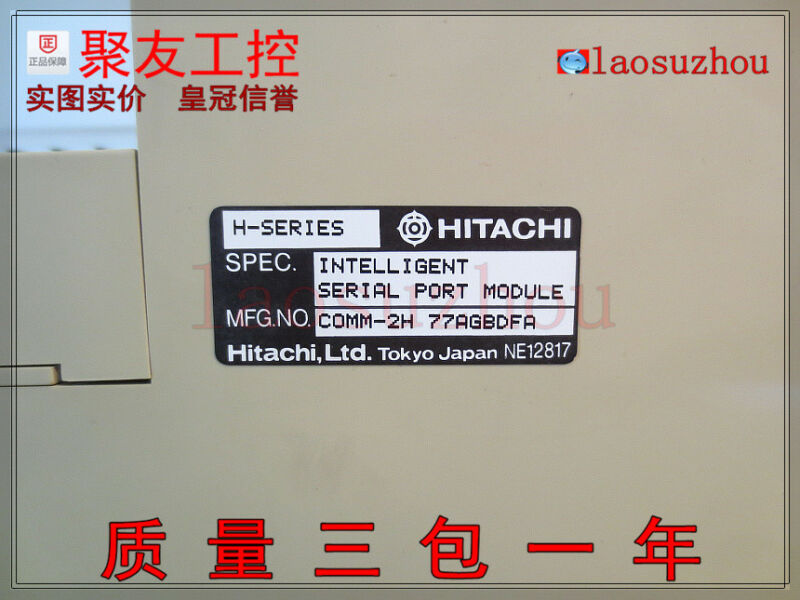 正
正品保障
聚友工控
实图实价 皇冠信誉
laosuzhou
H-SERIES HITACHI
SPEC. INTELLIGENT
SERIAL PORT MODULE
laosuzhou
MFG.NO. COMM-2H 77AGBDFA
Hitachi,Ltd. Tokyo Japan NE12817
质量三包一年